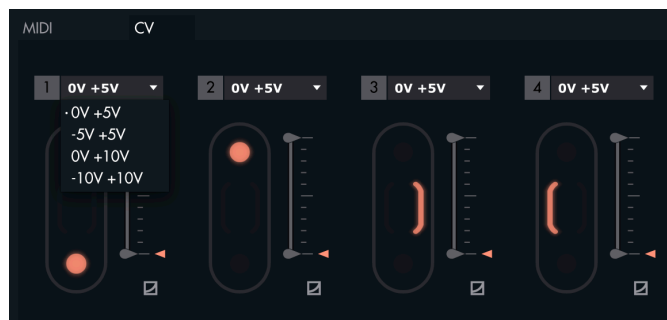 MIDI CV
1 0V +5V 2 0V +5V 3 0V +5V 4 0V +5V
· 0V +5V
-5V +5V
0V +10V
-10V +10V